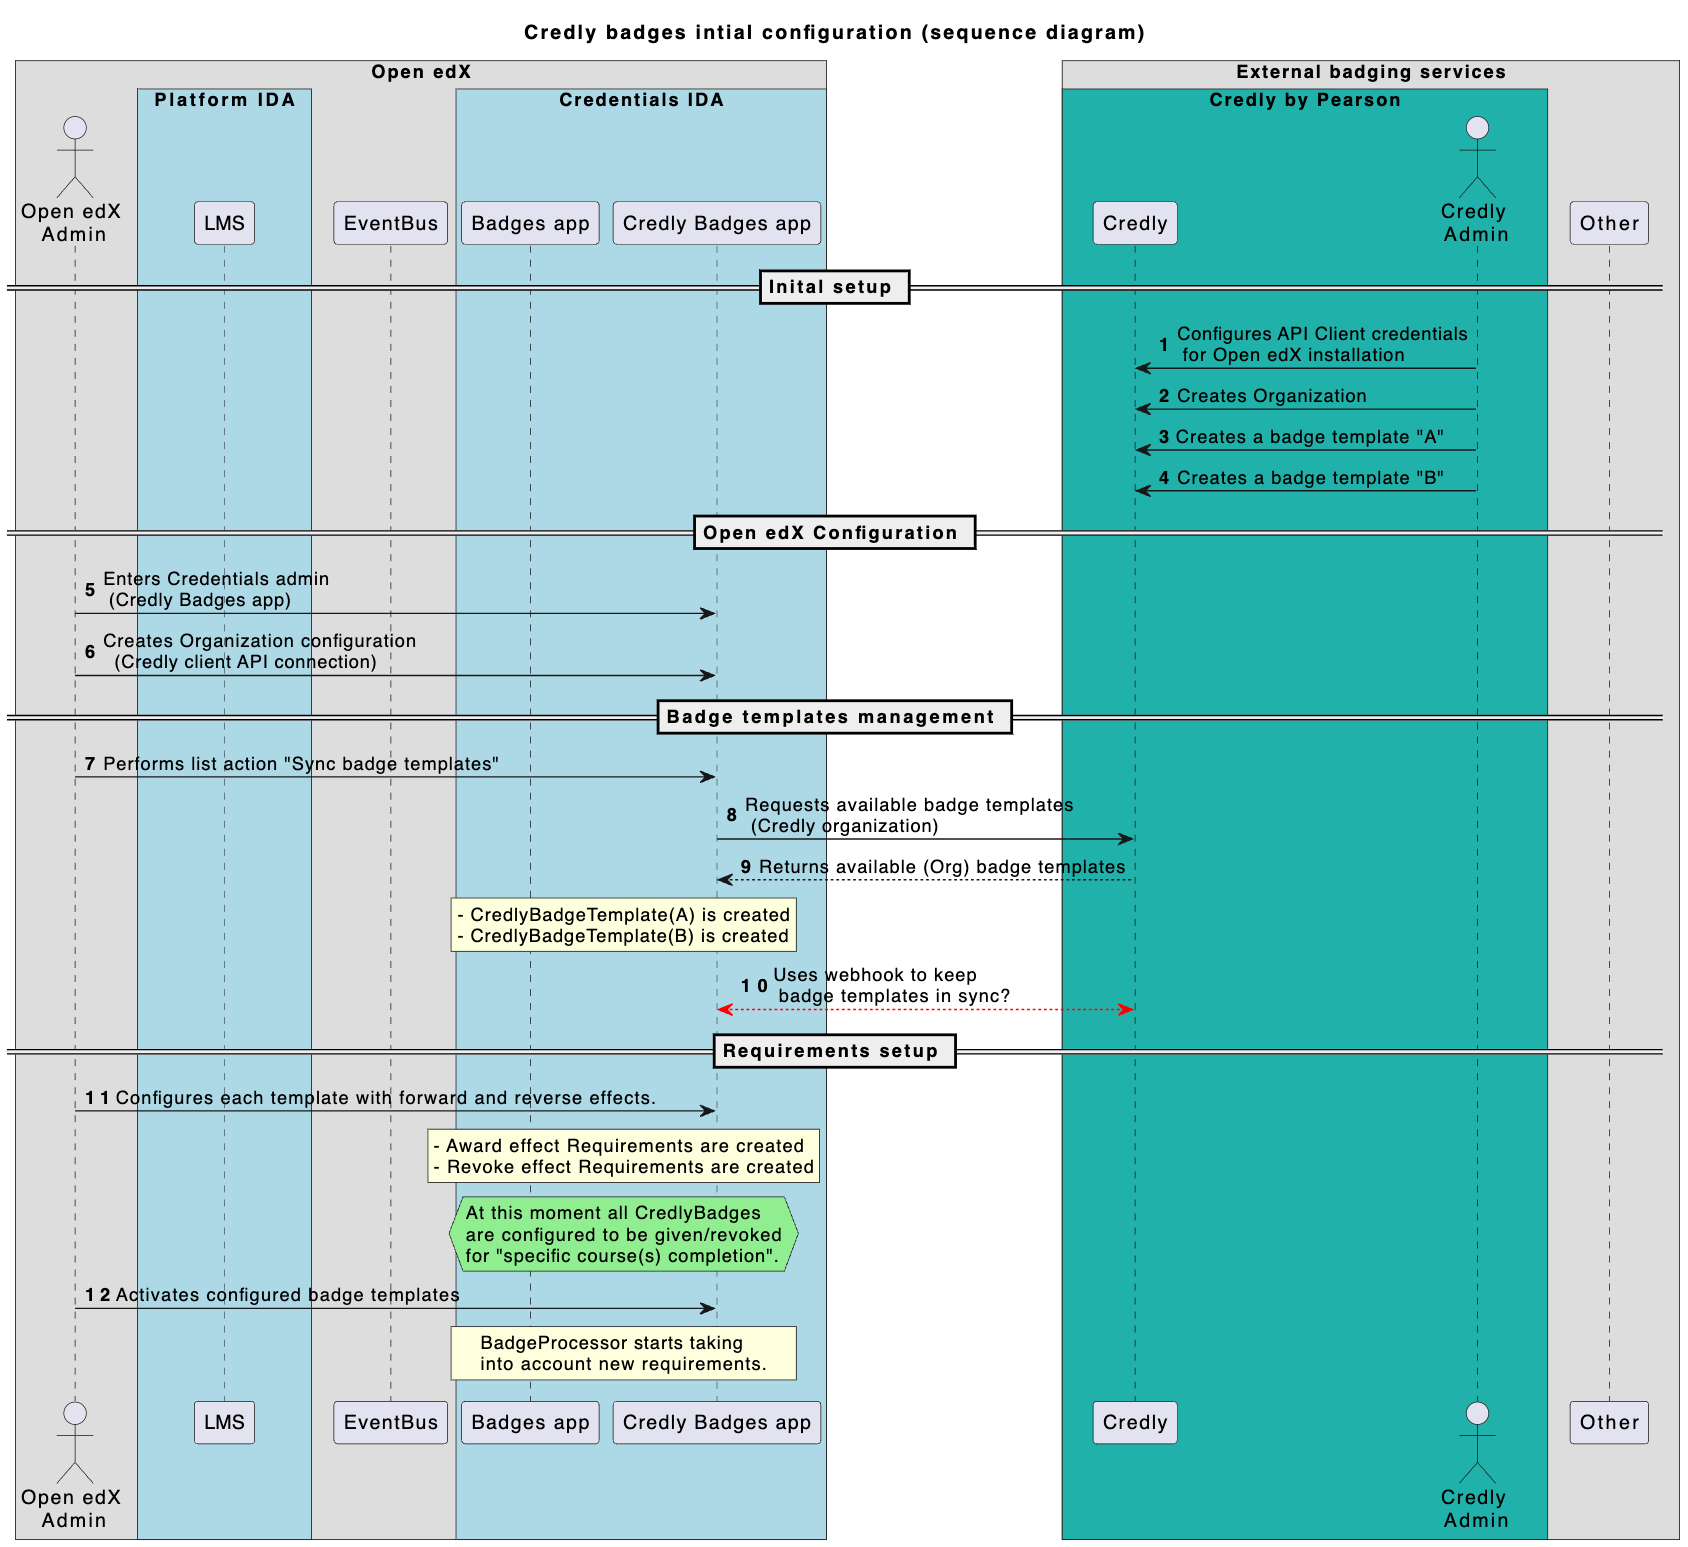 Credly badges intial configuration (sequence diagram)
Open edX
External badging services
Platform IDA
Credentials IDA
Credly by Pearson
Open edX
Admin
LMS
EventBus
Badges app
Credly Badges app
Credly
Credly
Admin
Other
Inital setup
1 Configures API Client credentials
for Open edX installation
2 Creates Organization
3 Creates a badge template "A"
4 Creates a badge template "B"
Open edX Configuration
5 Enters Credentials admin
(Credly Badges app)
6 Creates Organization configuration
(Credly client API connection)
Badge templates management
7 Performs list action "Sync badge templates"
8 Requests available badge templates
(Credly organization)
9 Returns available (Org) badge templates
- CredlyBadgeTemplate(A) is created
- CredlyBadgeTemplate(B) is created
10 Uses webhook to keep
badge templates in sync?
Requirements setup
11 Configures each template with forward and reverse effects.
- Award effect Requirements are created
- Revoke effect Requirements are created
At this moment all CredlyBadges
are configured to be given/revoked
for "specific course(s) completion".
12 Activates configured badge templates
BadgeProcessor starts taking
into account new requirements.
Open edX
Admin
LMS
EventBus
Badges app
Credly Badges app
Credly
Credly
Admin
Other